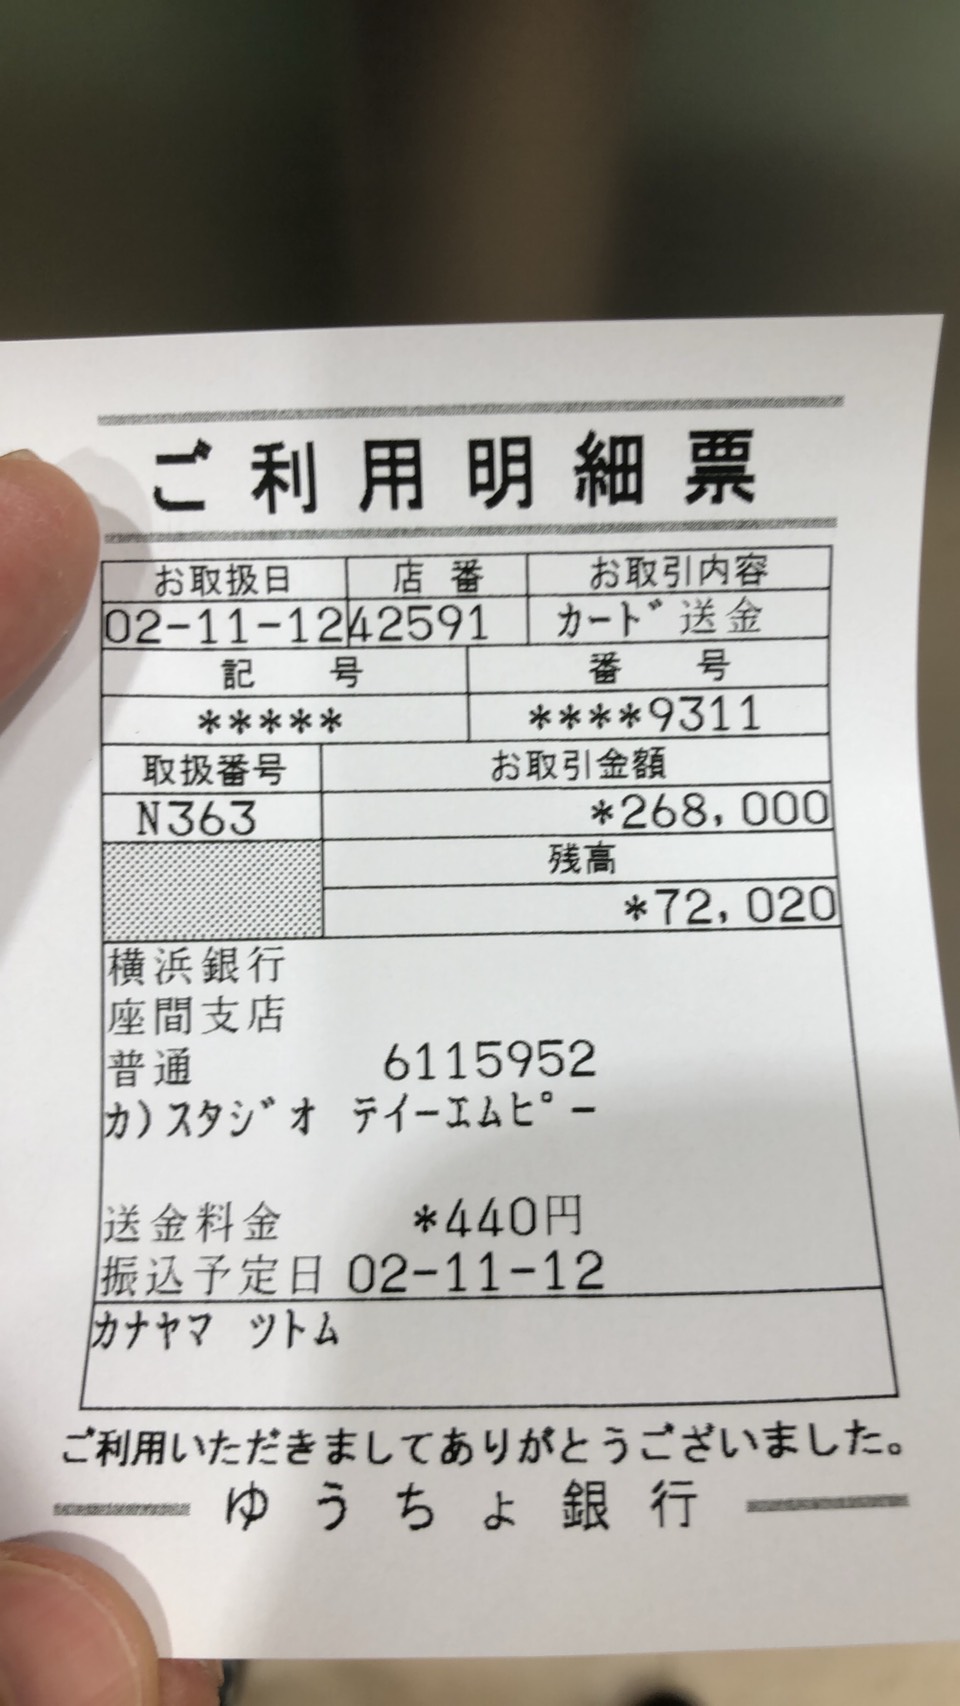 ご利用明細票
お取扱日 店番 お取引内容
02-11-12 42591 カード送金
記号 番号
***** ****9311
取扱番号 お取引金額
N363 *268,000
残高
*72,020
横浜銀行
座間支店
普通 6115952
カ)スタジオ テイーエムピー
送金料金 *440円
振込予定日 02-11-12
カナヤマ ツトム
ご利用いただきましてありがとうございました。
ゆうちょ銀行